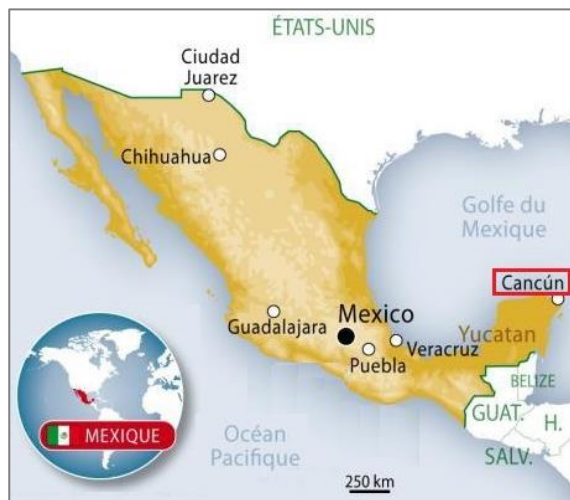 ÉTATS-UNIS
Ciudad
Juarez
Chihuahua
Golfe du
Mexique
Cancún
Mexico
Guadalajara
Yucatan
Veracruz
Puebla
BELIZE
GUAT.
H.
MEXIQUE
Océan
Pacifique
SALV.
250 km